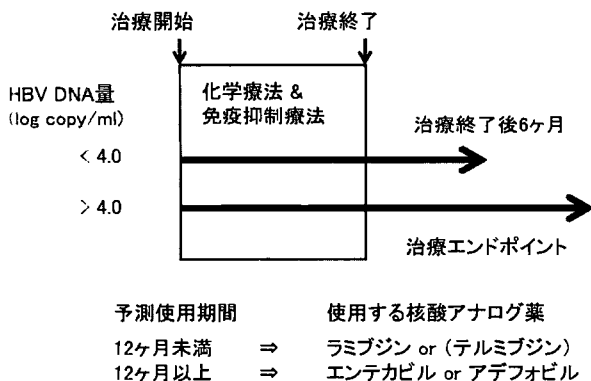 治療開始 治療終了
HBV DNA量
(log copy/ml)
化学療法 &
免疫抑制療法
治療終了後6ヶ月
< 4.0
> 4.0
治療エンドポイント
予測使用期間 使用する核酸アナログ薬
12ヶ月未満 ⇒ ラミブジン or (テルミブジン)
12ヶ月以上 ⇒ エンテカビル or アデフォビル